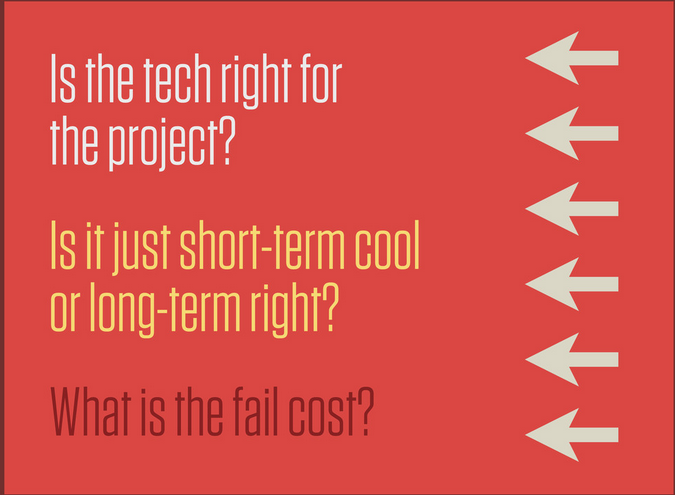 Is the tech right for
the project?
Is it just short-term cool
or long-term right?
What is the fail cost?